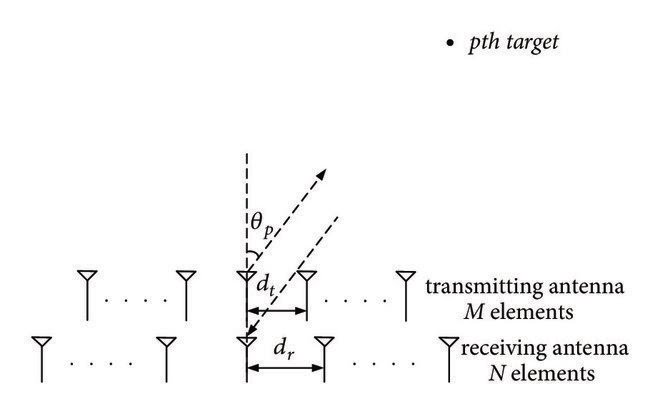 pth target
θp
dt
transmitting antenna
M elements
dr
receiving antenna
N elements